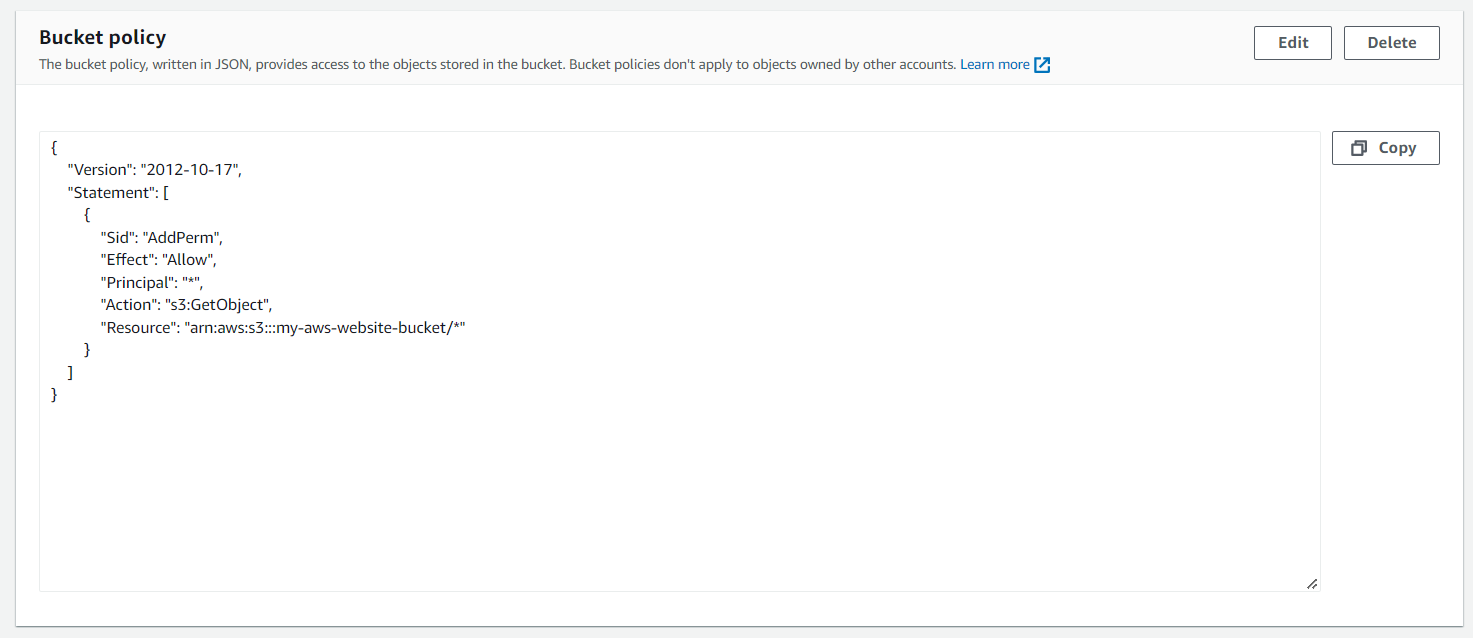 Bucket policy
Edit
Delete
The bucket policy, written in JSON, provides access to the objects stored in the bucket. Bucket policies don't apply to objects owned by other accounts. Learn more
Copy
{
"Version": "2012-10-17",
"Statement": [
{
"Sid": "AddPerm",
"Effect": "Allow",
"Principal": "*",
"Action": "s3:GetObject",
"Resource": "arn:aws:s3:::my-aws-website-bucket/*"
}
]
}